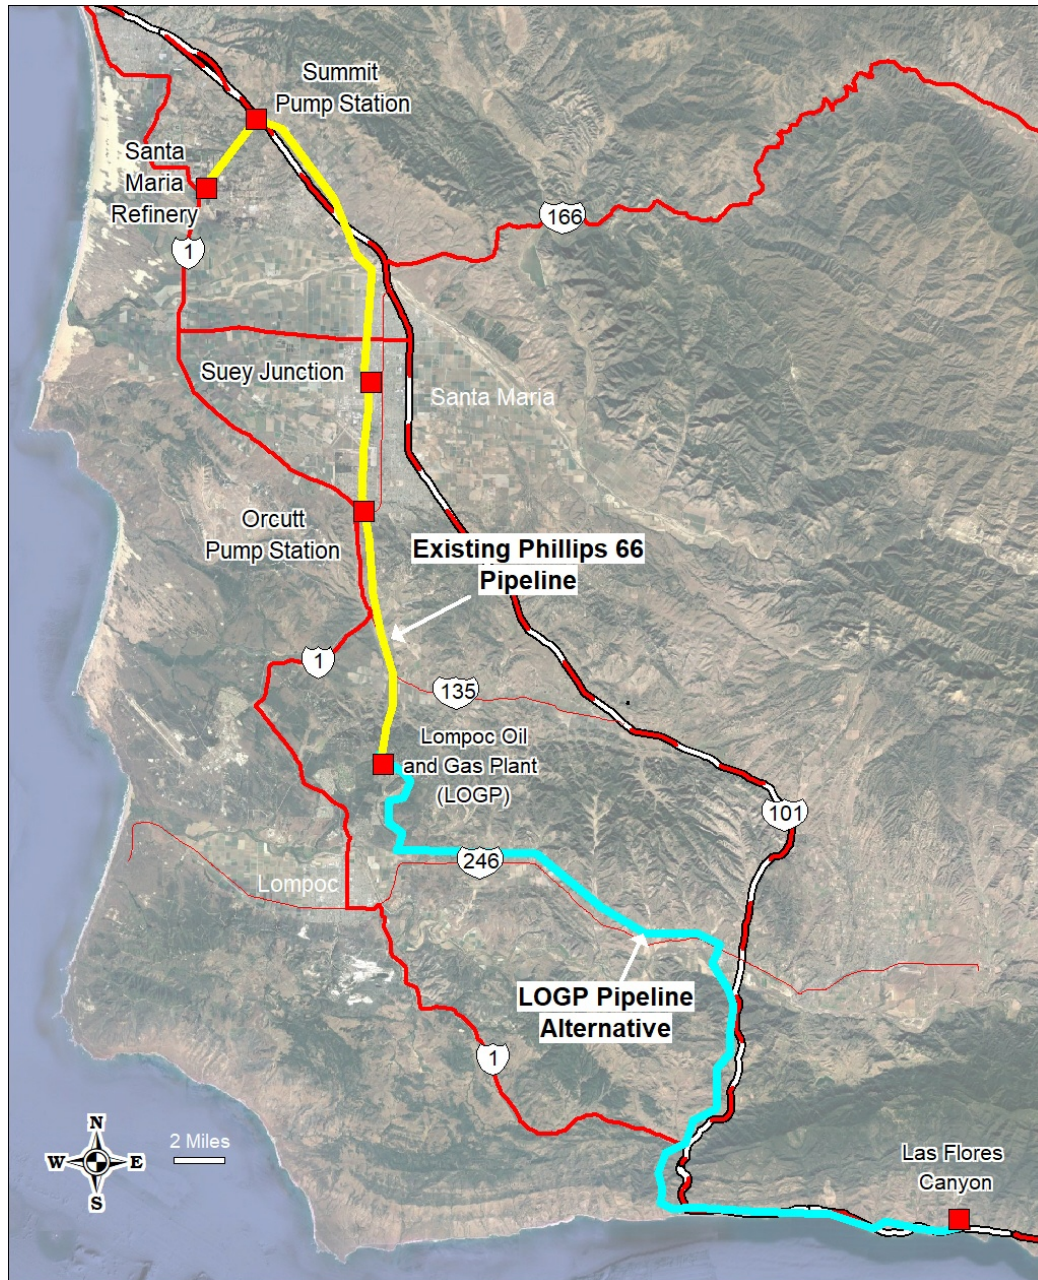 Summit
Pump Station
Santa
Maria
Refinery
166
1
Suey Junction
Santa Maria
Orcutt
Pump Station
Existing Phillips 66
Pipeline
1
135
Lompoc Oil
and Gas Plant
(LOGP)
101
246
Lompoc
LOGP Pipeline
Alternative
1
N
W
E
S
2 Miles
Las Flores
Canyon